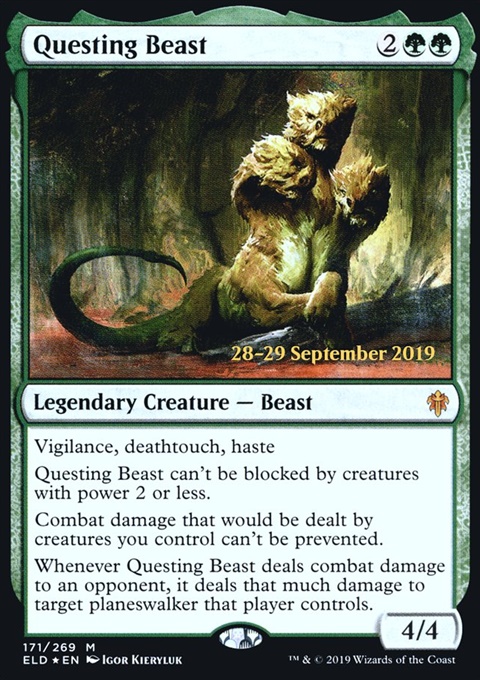 Questing Beast 2
28–29 September 2019
Legendary Creature — Beast
Vigilance, deathtouch, haste
Questing Beast can't be blocked by creatures
with power 2 or less.
Combat damage that would be dealt by
creatures you control can't be prevented.
Whenever Questing Beast deals combat damage
to an opponent, it deals that much damage to
target planeswalker that player controls.
4/4
171/269 M
ELD ★ EN Igor Kieryluk
™ & © 2019 Wizards of the Coast